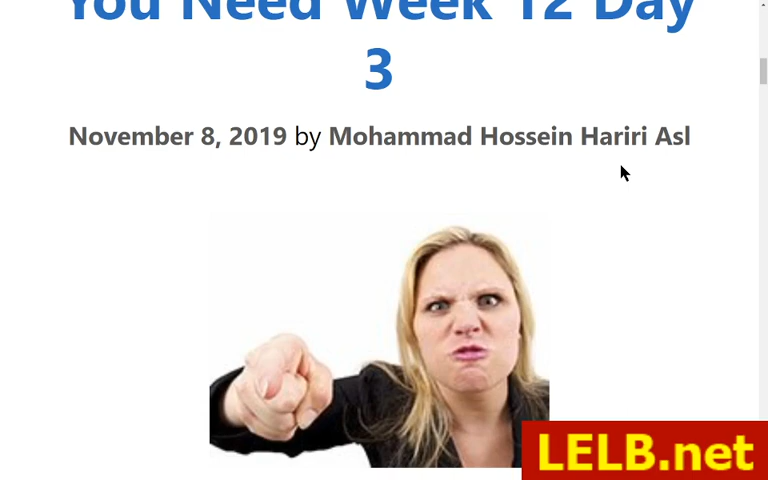 You Need Week 12 Day
3
November 8, 2019 by Mohammad Hossein Hariri Asl
LELB.net